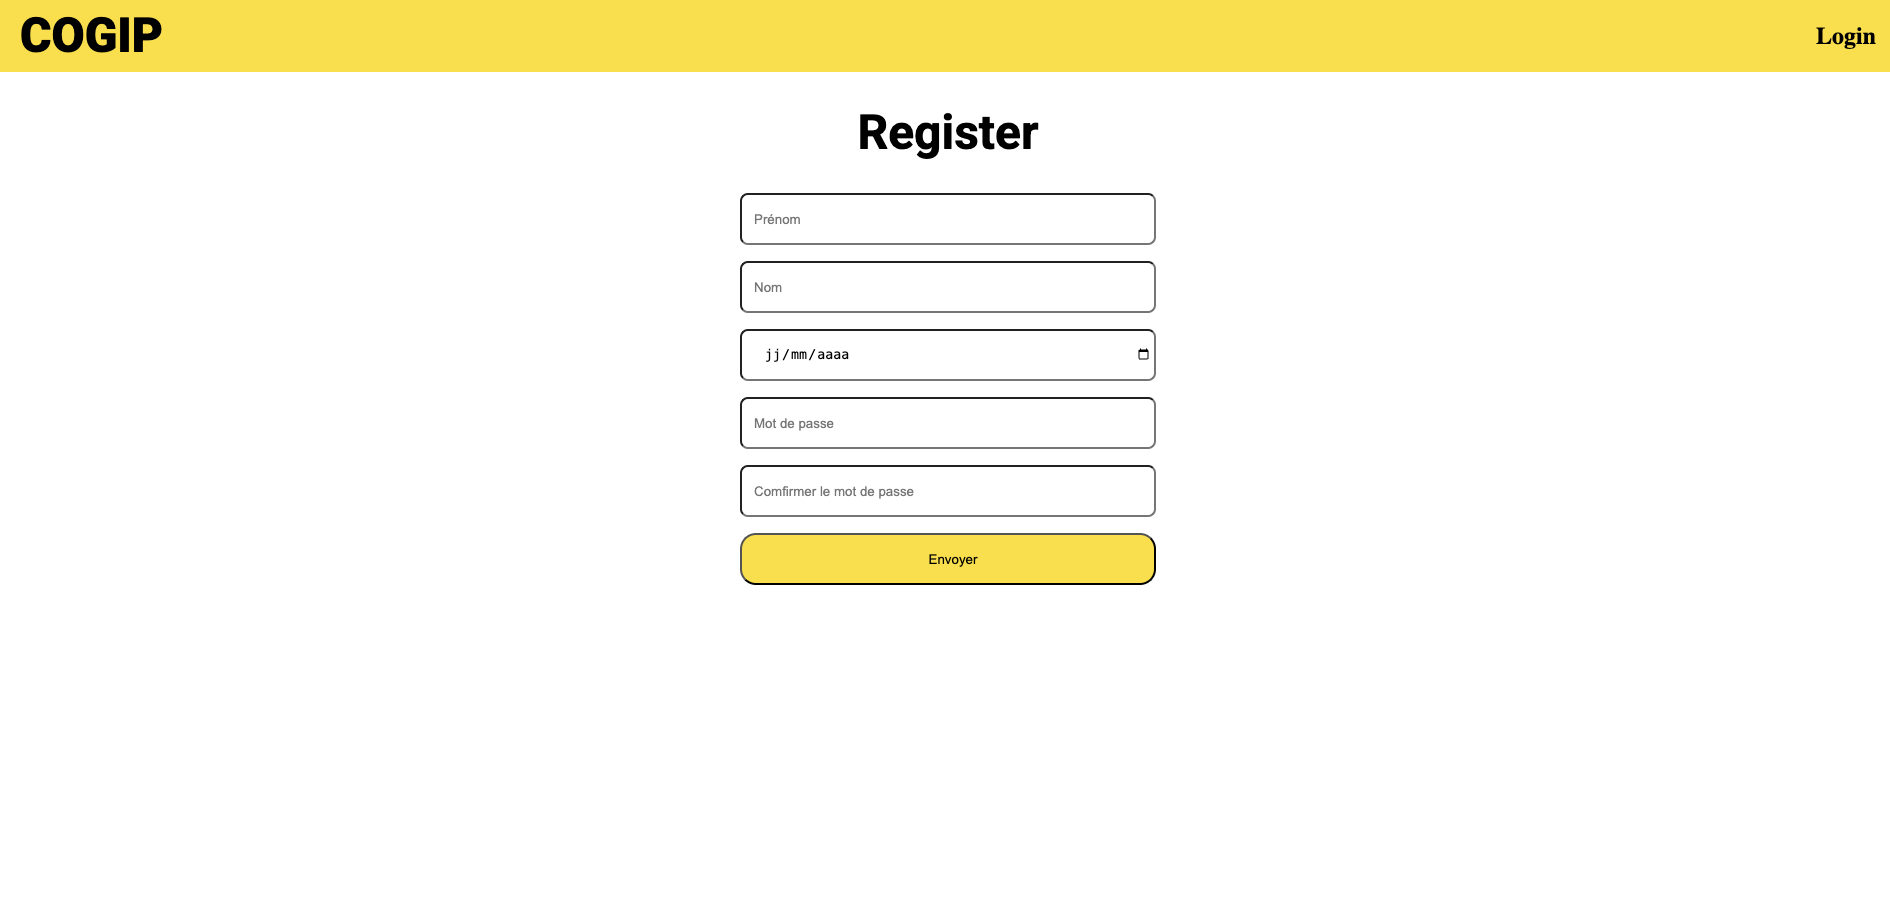 COGIP
Login
Register
Prénom
Nom
jj/mm/aaaa
Mot de passe
Comfirmer le mot de passe
Envoyer